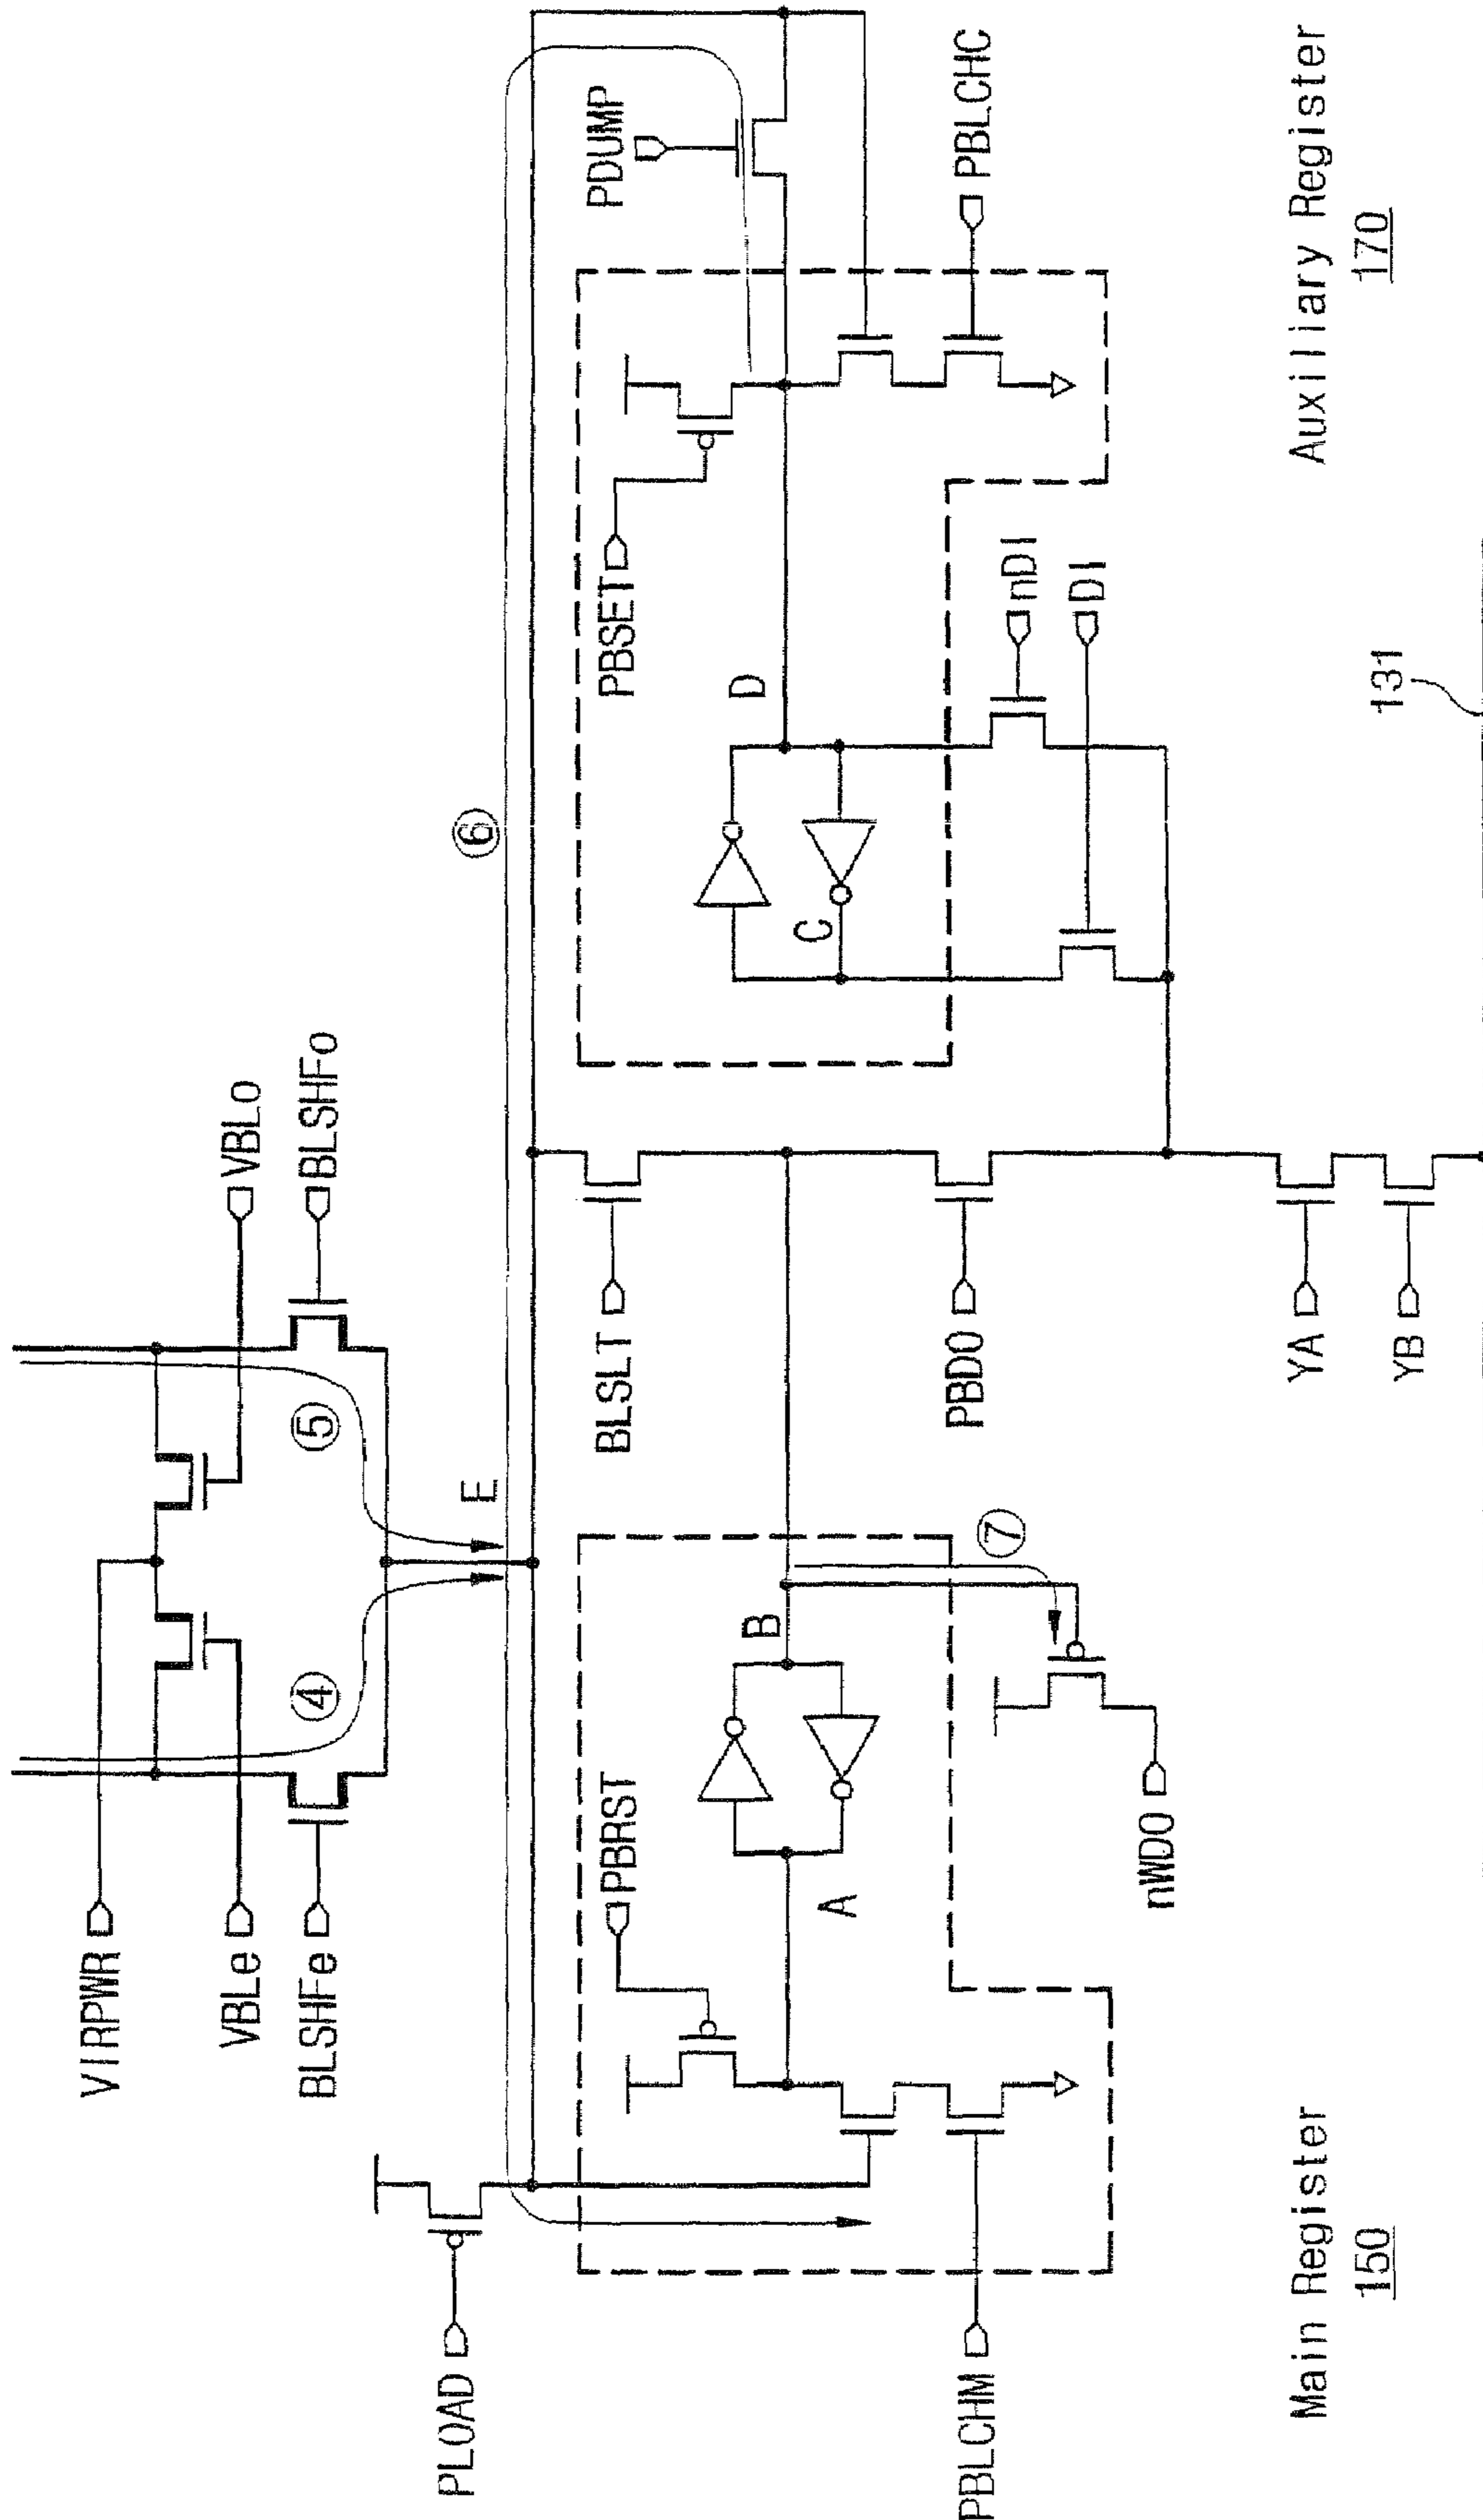 VIRPWR
VBLe
BLSHFe
VBLo
BLSHFo
④
⑤
E
⑥
PLOAD
PBRST
A
B
BLSLT
C
D
PBSET
PDUMP
PBLCHM
nWDO
⑦
PBDO
nDI
DI
PBLCHC
YA
YB
Main Register
150
131
Auxiliary Register
170